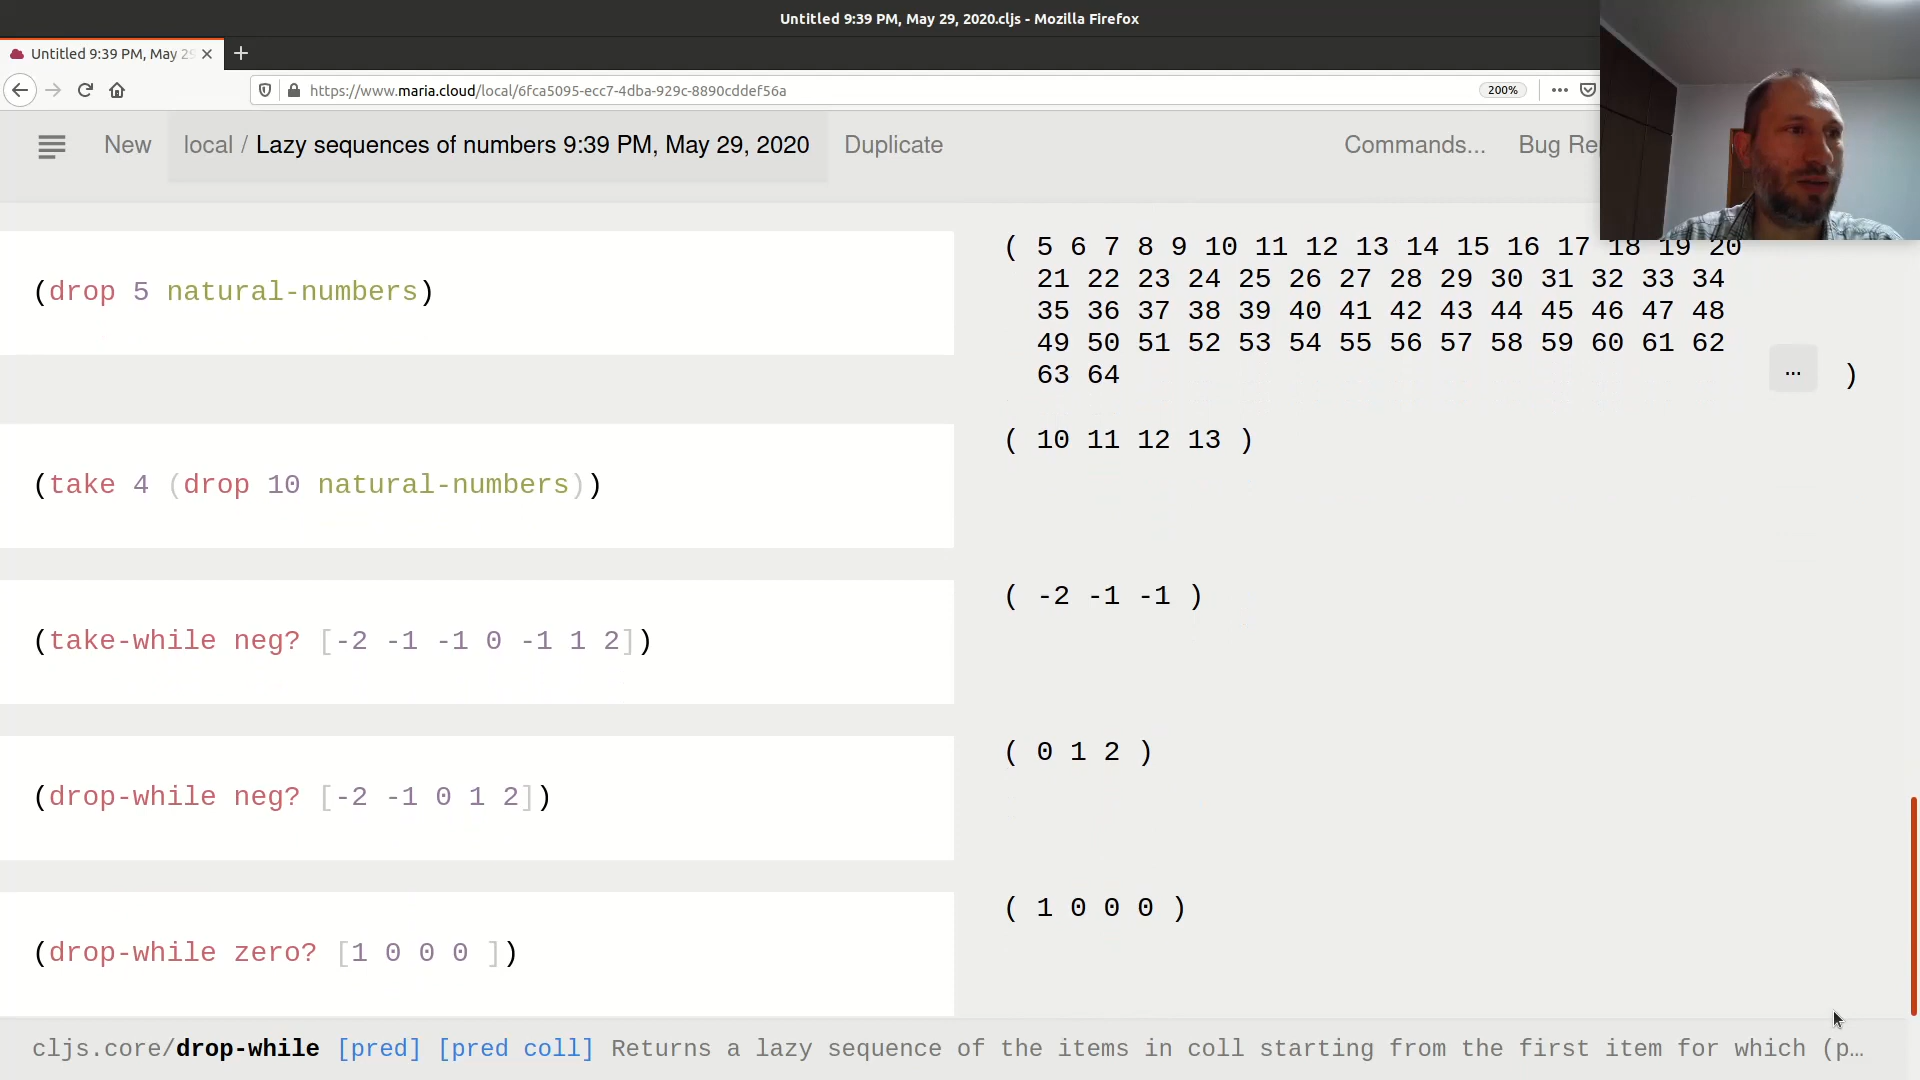 Untitled 9:39 PM, May 29, 2020.cljs - Mozilla Firefox
Untitled 9:39 PM, May 29
https://www.maria.cloud/local/6fca5095-ecc7-4dba-929c-8890cddef56a
200%
New
local / Lazy sequences of numbers 9:39 PM, May 29, 2020
Duplicate
Commands...
Bug Re
(drop 5 natural-numbers)
( 5 6 7 8 9 10 11 12 13 14 15 16 17 18 19 20
21 22 23 24 25 26 27 28 29 30 31 32 33 34
35 36 37 38 39 40 41 42 43 44 45 46 47 48
49 50 51 52 53 54 55 56 57 58 59 60 61 62
63 64 ... )
(take 4 (drop 10 natural-numbers))
( 10 11 12 13 )
(take-while neg? [-2 -1 -1 0 -1 1 2])
( -2 -1 -1 )
(drop-while neg? [-2 -1 0 1 2])
( 0 1 2 )
(drop-while zero? [1 0 0 0 ])
( 1 0 0 0 )
cljs.core/drop-while [pred] [pred coll] Returns a lazy sequence of the items in coll starting from the first item for which (p…